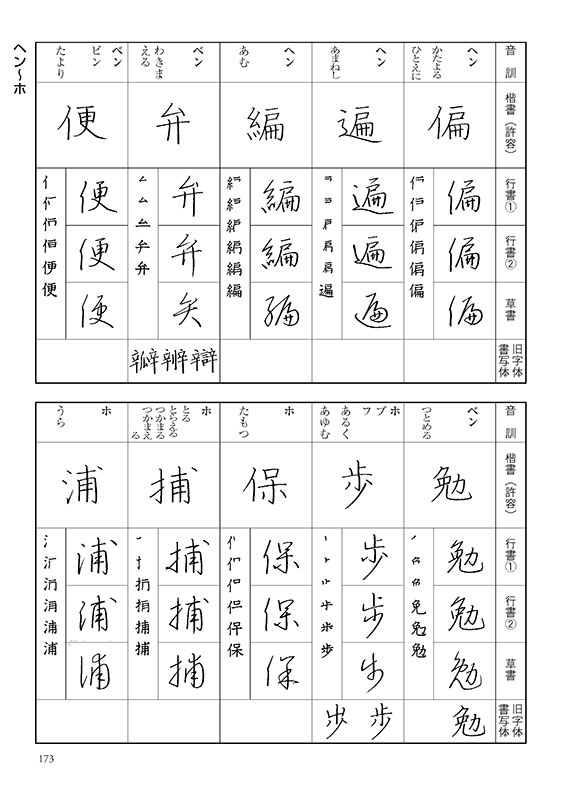 ヘン〜ホ
音 訓
楷書（許容）
行書①
行書②
草書
旧字体
書写体
ヘン
かたよる
ひとえに
偏
偏
偏
偏
ヘン
あまねし
遍
遍
遍
遍
ヘン
あむ
編
編
編
編
ベン
わきま
える
弁
弁
弁
弁
瓣辨辯
ベン
ビン
たより
便
便
便
便
音 訓
楷書（許容）
行書①
行書②
草書
旧字体
書写体
ベン
つとめる
勉
勉
勉
勉
勉
ホ
ブ
フ
あるく
あゆむ
歩
歩
歩
歩
步 歩
ホ
たもつ
保
保
保
保
ホ
とる
とらえる
つかまる
つかまえ
る
捕
捕
捕
捕
ホ
うら
浦
浦
浦
浦
173